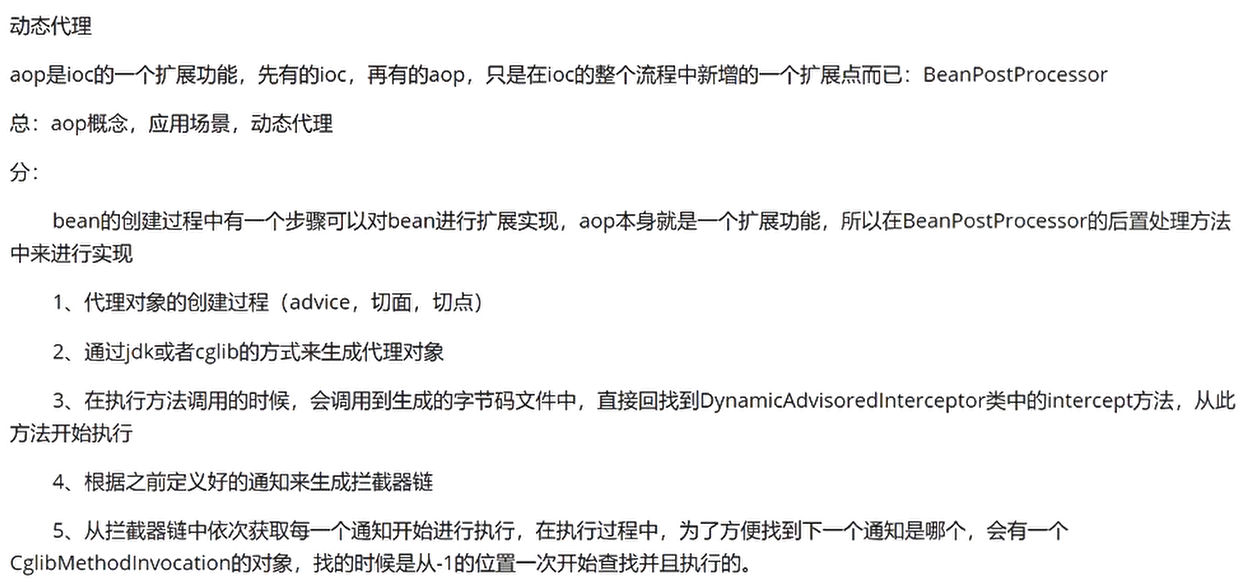 动态代理
aop是ioc的一个扩展功能，先有的ioc，再有的aop，只是在ioc的整个流程中新增的一个扩展点而已：BeanPostProcessor
总：aop概念，应用场景，动态代理
分：
bean的创建过程中有一个步骤可以对bean进行扩展实现，aop本身就是一个扩展功能，所以在BeanPostProcessor的后置处理方法
中来进行实现
1、代理对象的创建过程（advice，切面，切点）
2、通过jdk或者cglib的方式来生成代理对象
3、在执行方法调用的时候，会调用到生成的字节码文件中，直接回找到DynamicAdvisoredInterceptor类中的intercept方法，从此
方法开始执行
4、根据之前定义好的通知来生成拦截器链
5、从拦截器链中依次获取每一个通知开始进行执行，在执行过程中，为了方便找到下一个通知是哪个，会有一个
CglibMethodInvocation的对象，找的时候是从-1的位置一次开始查找并且执行的。